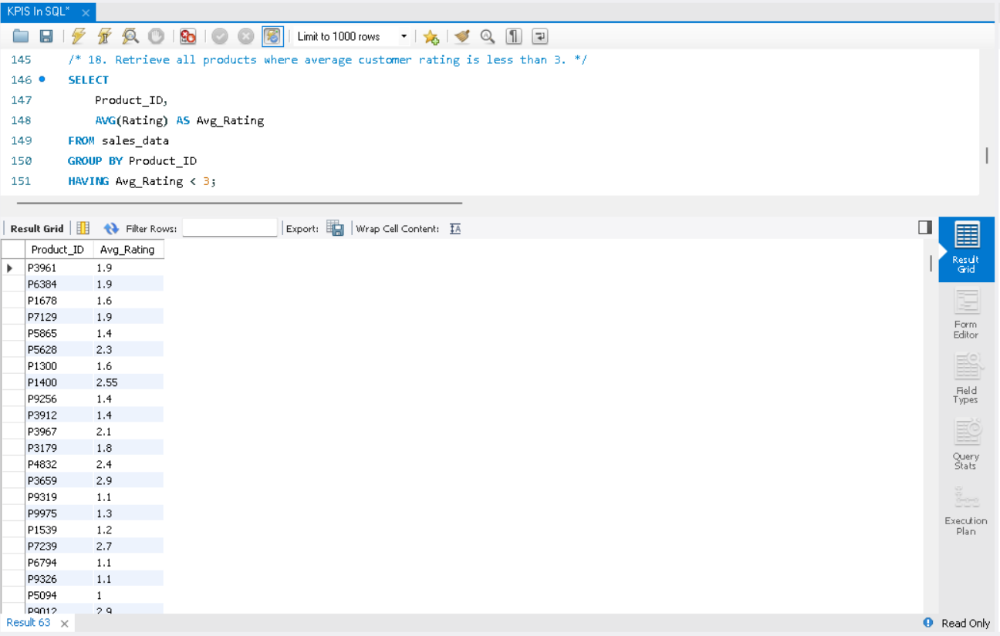 KPIS In SQL*
Limit to 1000 rows
145 /* 18. Retrieve all products where average customer rating is less than 3. */
146 SELECT
147 Product_ID,
148 AVG(Rating) AS Avg_Rating
149 FROM sales_data
150 GROUP BY Product_ID
151 HAVING Avg_Rating < 3;
Result Grid Filter Rows: Export: Wrap Cell Content:
Product_ID Avg_Rating
P3961 1.9
P6384 1.9
P1678 1.6
P7129 1.9
P5865 1.4
P5628 2.3
P1300 1.6
P1400 2.55
P9256 1.4
P3912 1.4
P3967 2.1
P3179 1.8
P4832 2.4
P3659 2.9
P9319 1.1
P9975 1.3
P1539 1.2
P7239 2.7
P6794 1.1
P9326 1.1
P5094 1
P9012 2.9
Result
Grid
Form
Editor
Field
Types
Query
Stats
Execution
Plan
Result 63
Read Only